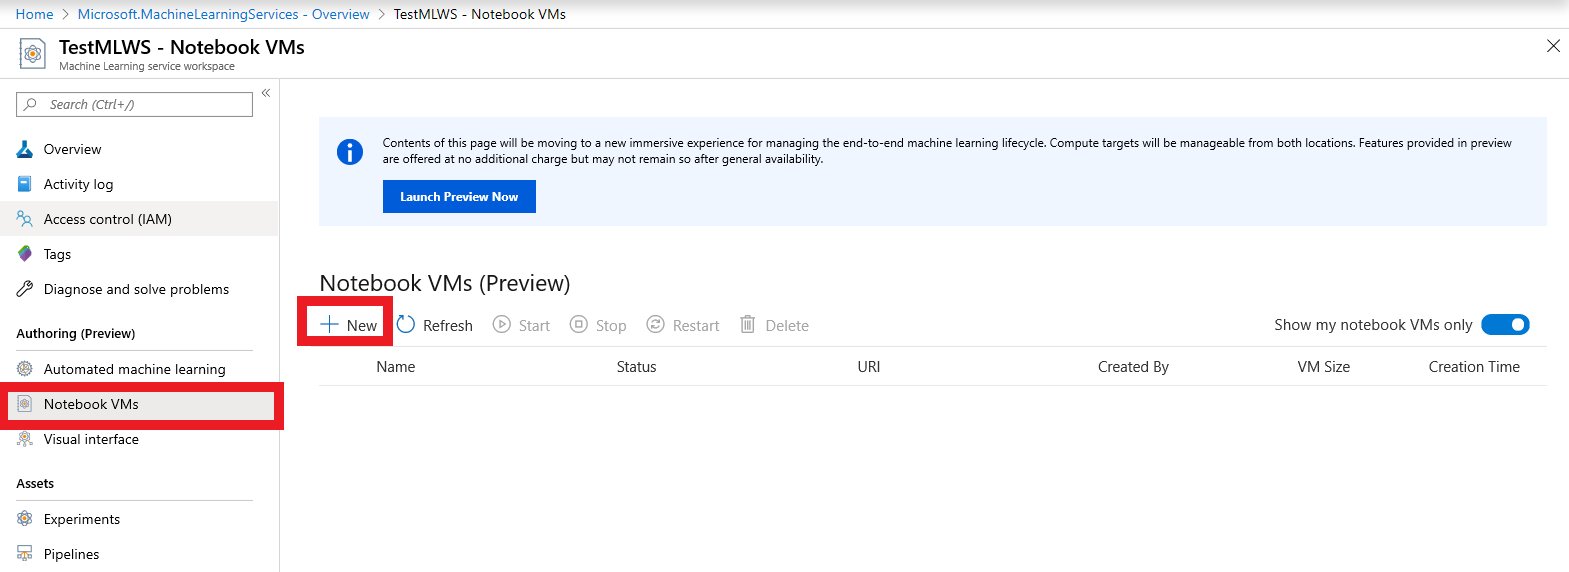 Home > Microsoft.MachineLearningServices - Overview > TestMLWS - Notebook VMs
TestMLWS - Notebook VMs
Machine Learning service workspace
Search (Ctrl+/)
«
Overview
Activity log
Access control (IAM)
Tags
Diagnose and solve problems
Authoring (Preview)
Automated machine learning
Notebook VMs
Visual interface
Assets
Experiments
Pipelines
Contents of this page will be moving to a new immersive experience for managing the end-to-end machine learning lifecycle. Compute targets will be manageable from both locations. Features provided in preview
are offered at no additional charge but may not remain so after general availability.
Launch Preview Now
Notebook VMs (Preview)
New Refresh Start Stop Restart Delete Show my notebook VMs only
Name Status URI Created By VM Size Creation Time